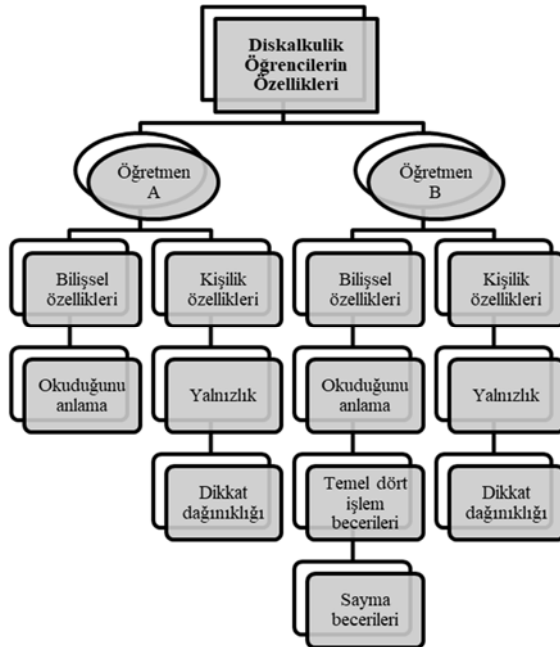 Diskalkulik
Öğrencilerin
Özellikleri
Öğretmen
A
Öğretmen
B
Bilişsel
özellikleri
Kişilik
özellikleri
Bilişsel
özellikleri
Kişilik
özellikleri
Okuduğunu
anlama
Yalnızlık
Okuduğunu
anlama
Yalnızlık
Dikkat
dağınıklığı
Temel dört
işlem
becerileri
Dikkat
dağınıklığı
Sayma
becerileri